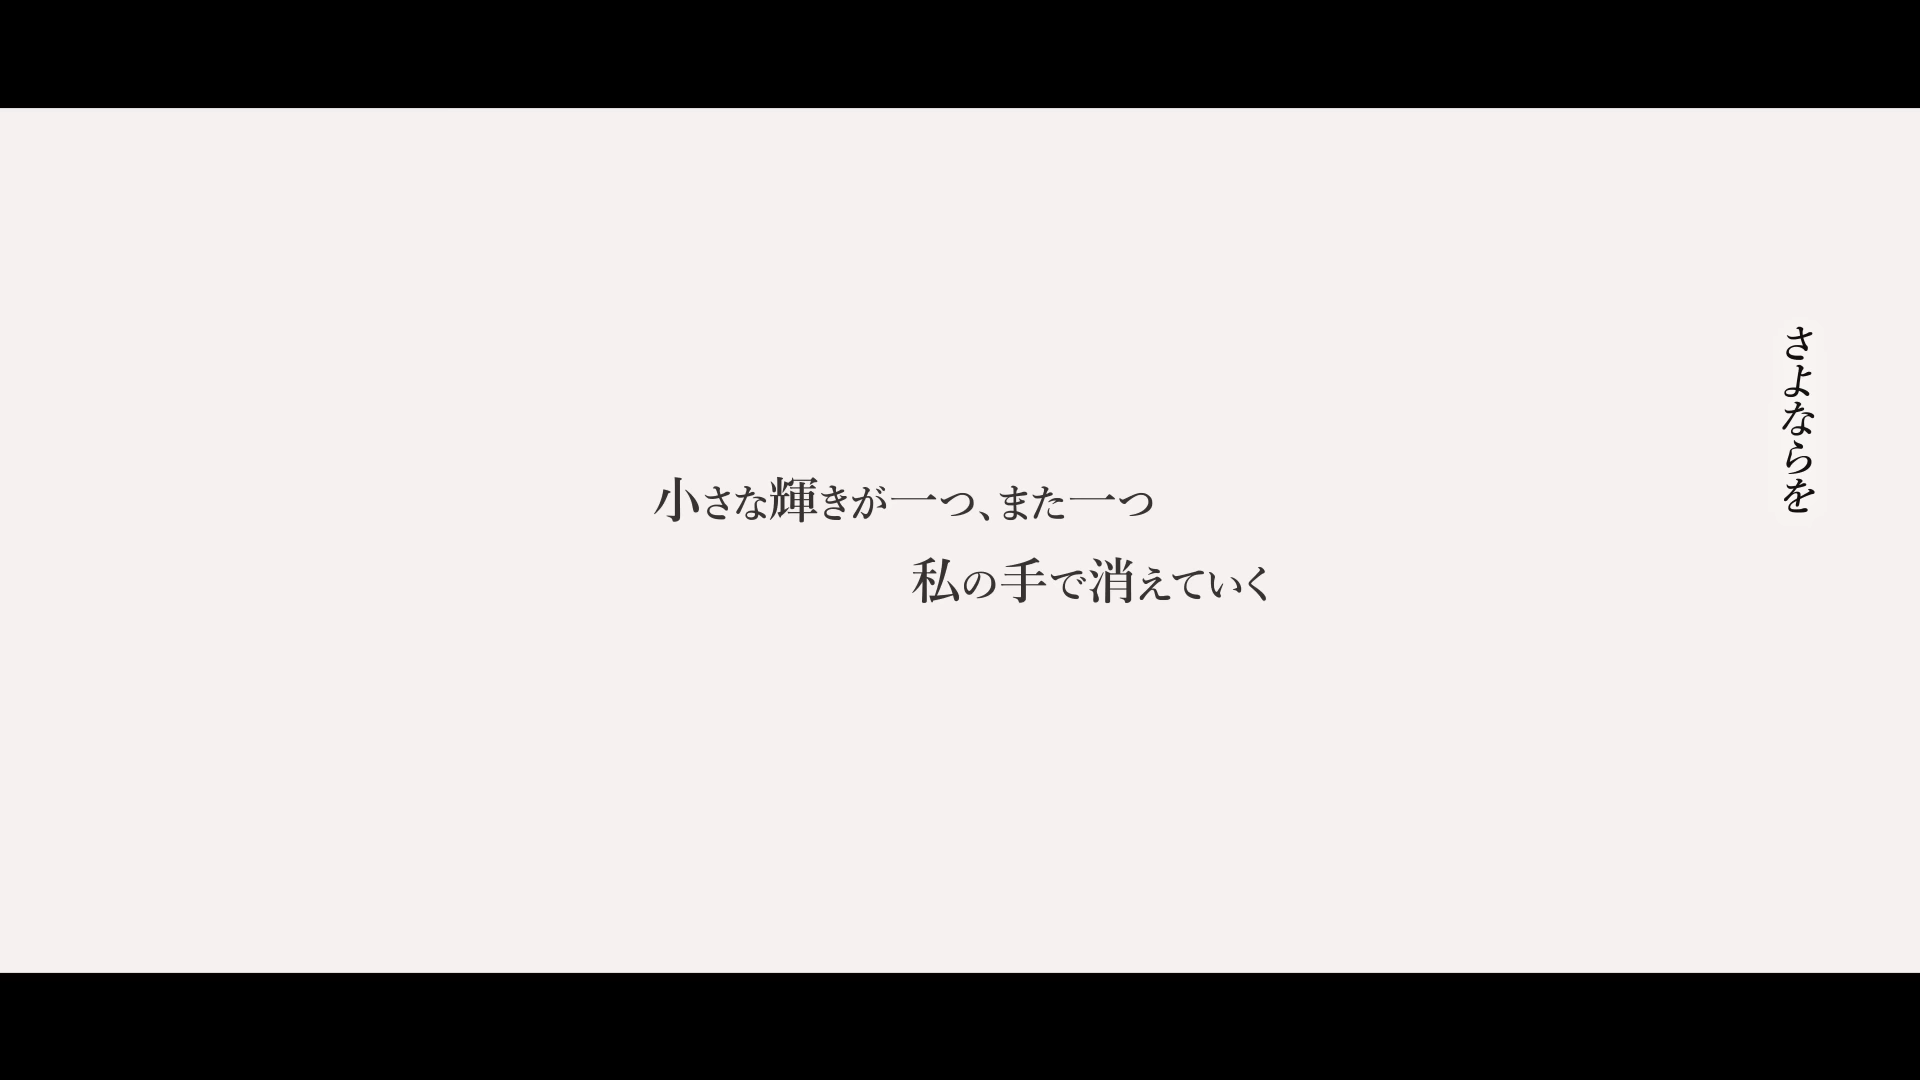 小さな輝きが一つ、また一つ
私の手で消えていく
さよならを